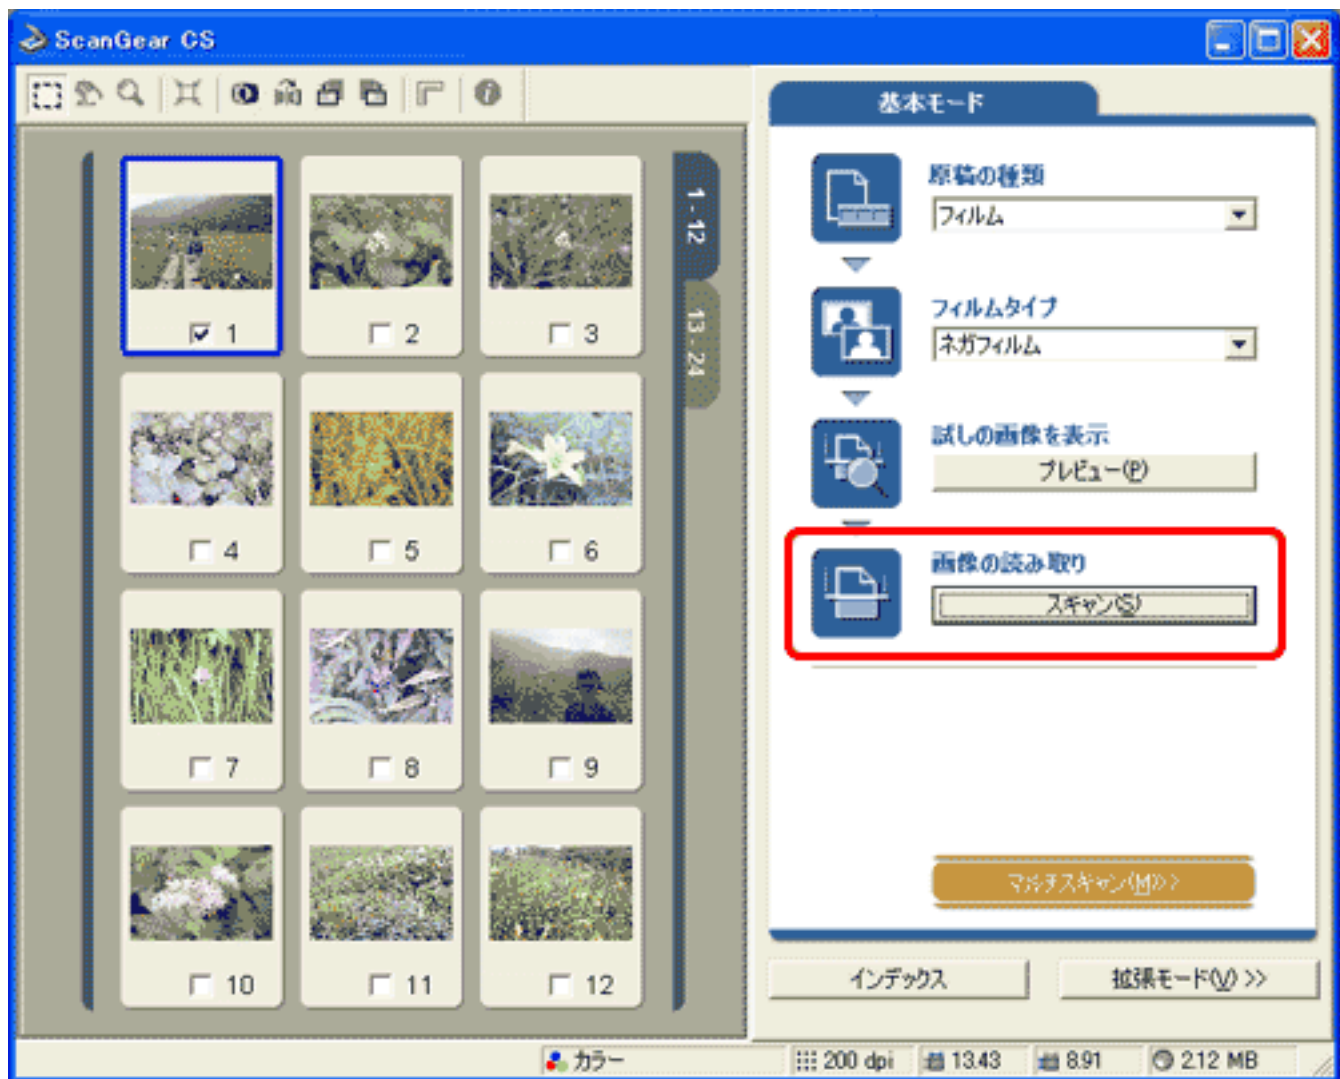 ScanGear CS
基本モード
1 - 12
13 - 24
1
2
3
4
5
6
7
8
9
10
11
12
原稿の種類
フィルム
フィルムタイプ
ネガフィルム
試しの画像を表示
プレビュー(P)
画像の読み取り
スキャン(S)
マルチスキャン(M)>>
インデックス
拡張モード(V) >>
カラー
200 dpi
13.43
8.91
2.12 MB